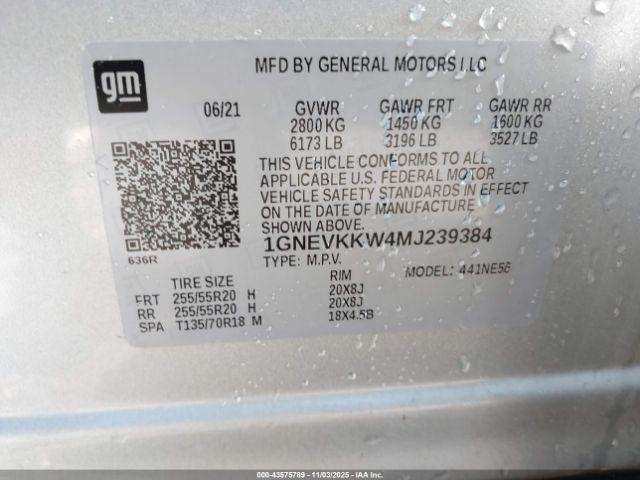 gm
MFD BY GENERAL MOTORS LLC
06/21 GVWR GAWR FRT GAWR RR
2800 KG 1450 KG 1600 KG
6173 LB 3196 LB 3527 LB
THIS VEHICLE CONFORMS TO ALL
APPLICABLE U.S. FEDERAL MOTOR
VEHICLE SAFETY STANDARDS IN EFFECT
ON THE DATE OF MANUFACTURE
SHOWN ABOVE.
1GNEVKKW4MJ239384
636R
TYPE: M.P.V. MODEL: 441NE56
TIRE SIZE RIM
FRT 255/55R20 H 20X8J
RR 255/55R20 H 20X8J
SPA T135/70R18 M 18X4.5B
000-43575789 - 11/03/2025 - IAAI.COM